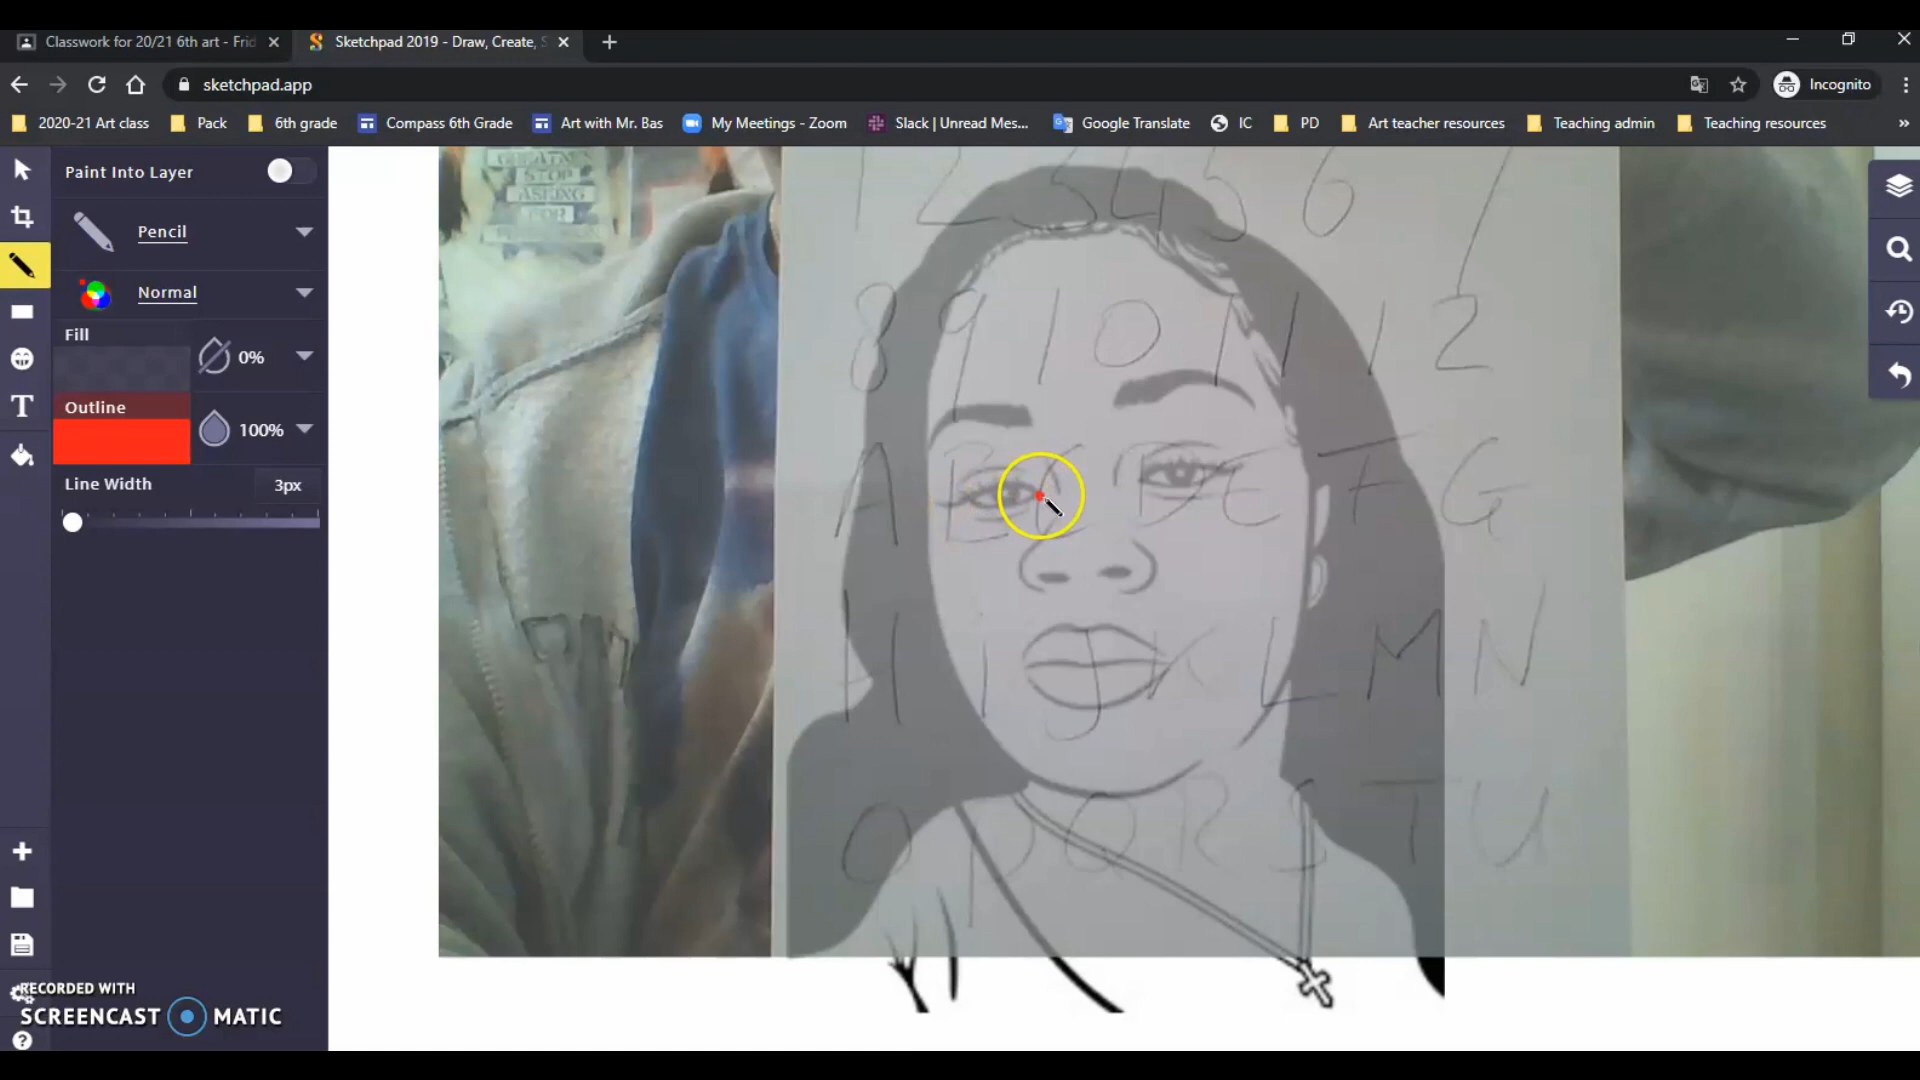 Classwork for 20/21 6th art - Frid
Sketchpad 2019 - Draw, Create, S
sketchpad.app
Incognito
2020-21 Art class
Pack
6th grade
Compass 6th Grade
Art with Mr. Bas
My Meetings - Zoom
Slack | Unread Mes...
Google Translate
IC
PD
Art teacher resources
Teaching admin
Teaching resources
»
Paint Into Layer
Pencil
Normal
Fill
0%
Outline
100%
Line Width
3px
T
?
STOP
ASKING
1 2 3 4 5 6 7
8 9 10 11 12
A B C D E F G
H I J K L M N
O P Q R S T U
RECORDED WITH
SCREENCAST MATIC